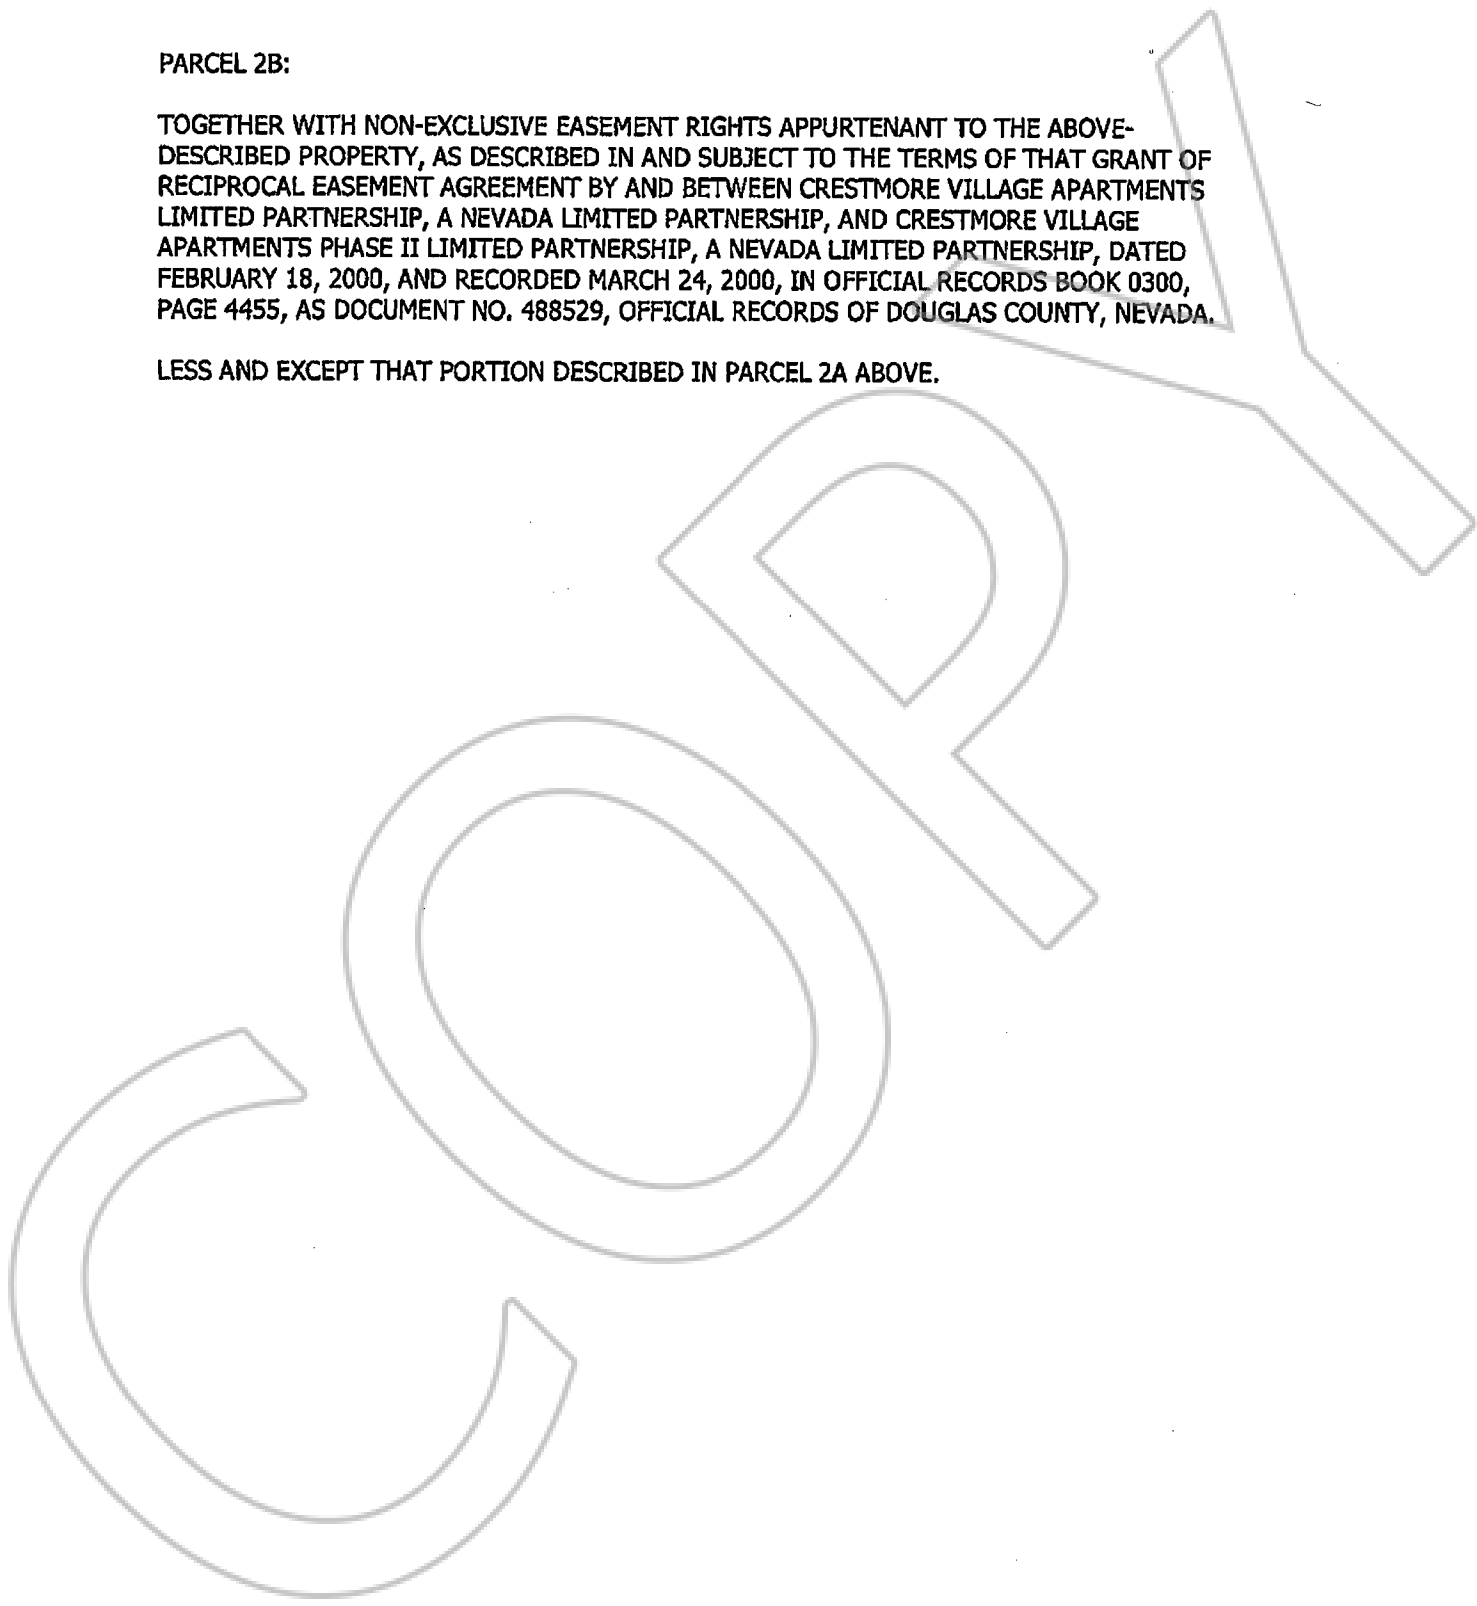 PARCEL 2B:
TOGETHER WITH NON-EXCLUSIVE EASEMENT RIGHTS APPURTENANT TO THE ABOVE-
DESCRIBED PROPERTY, AS DESCRIBED IN AND SUBJECT TO THE TERMS OF THAT GRANT OF
RECIPROCAL EASEMENT AGREEMENT BY AND BETWEEN CRESTMORE VILLAGE APARTMENTS
LIMITED PARTNERSHIP, A NEVADA LIMITED PARTNERSHIP, AND CRESTMORE VILLAGE
APARTMENTS PHASE II LIMITED PARTNERSHIP, A NEVADA LIMITED PARTNERSHIP, DATED
FEBRUARY 18, 2000, AND RECORDED MARCH 24, 2000, IN OFFICIAL RECORDS BOOK 0300,
PAGE 4455, AS DOCUMENT NO. 488529, OFFICIAL RECORDS OF DOUGLAS COUNTY, NEVADA.
LESS AND EXCEPT THAT PORTION DESCRIBED IN PARCEL 2A ABOVE.
COPY